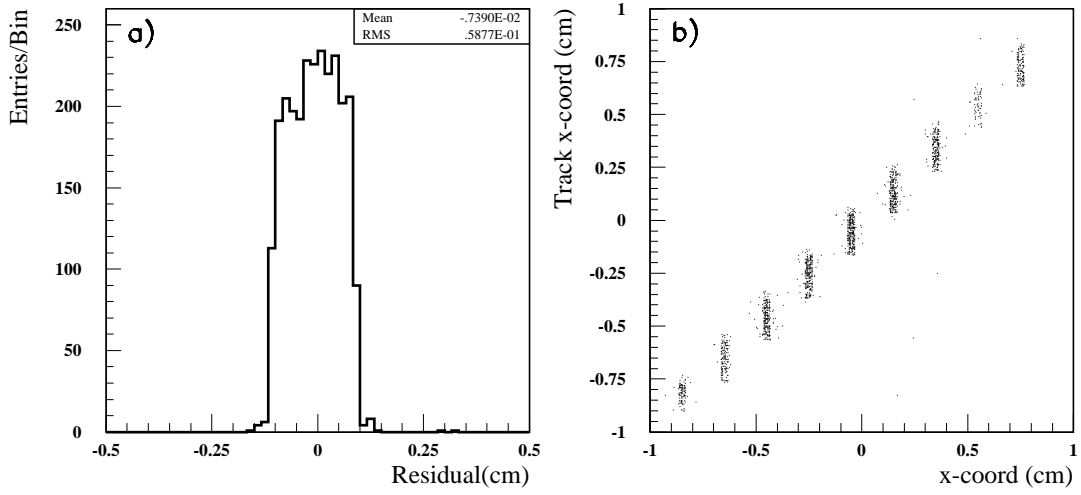 a)
Mean -.7390E-02
RMS .5877E-01
Entries/Bin
250
200
150
100
50
0
-0.5 -0.25 0 0.25 0.5
Residual(cm)
b)
Track x-coord (cm)
1
0.75
0.5
0.25
0
-0.25
-0.5
-0.75
-1
-1 -0.5 0 0.5 1
x-coord (cm)